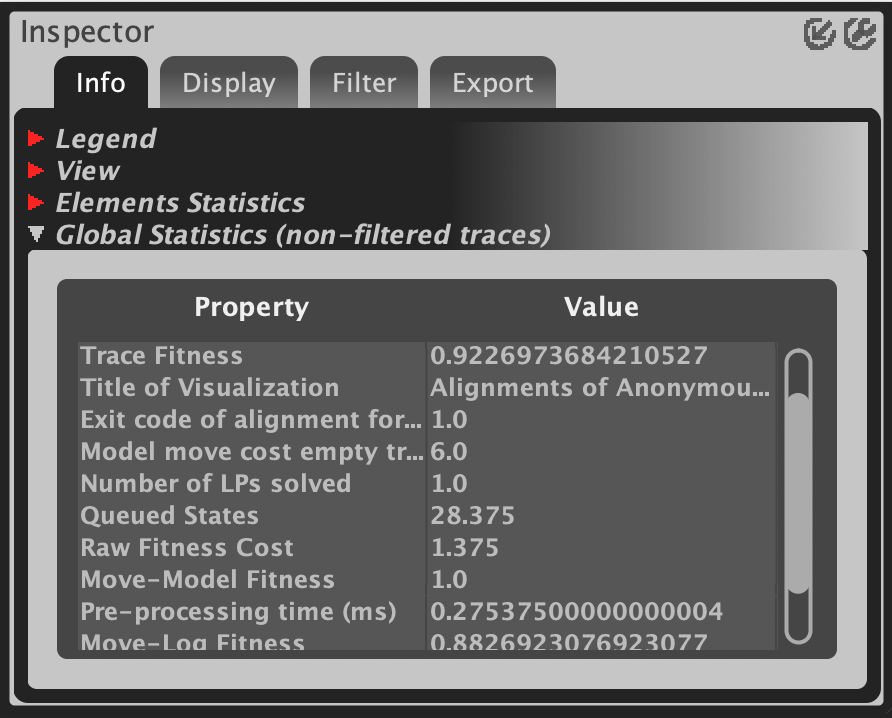 Inspector
Info Display Filter Export
Legend
View
Elements Statistics
Global Statistics (non-filtered traces)
Property Value
Trace Fitness 0.9226973684210527
Title of Visualization Alignments of Anonymou...
Exit code of alignment for... 1.0
Model move cost empty tr... 6.0
Number of LPs solved 1.0
Queued States 28.375
Raw Fitness Cost 1.375
Move-Model Fitness 1.0
Pre-processing time (ms) 0.27537500000000004
Move-Log Fitness 0.8826923076923077